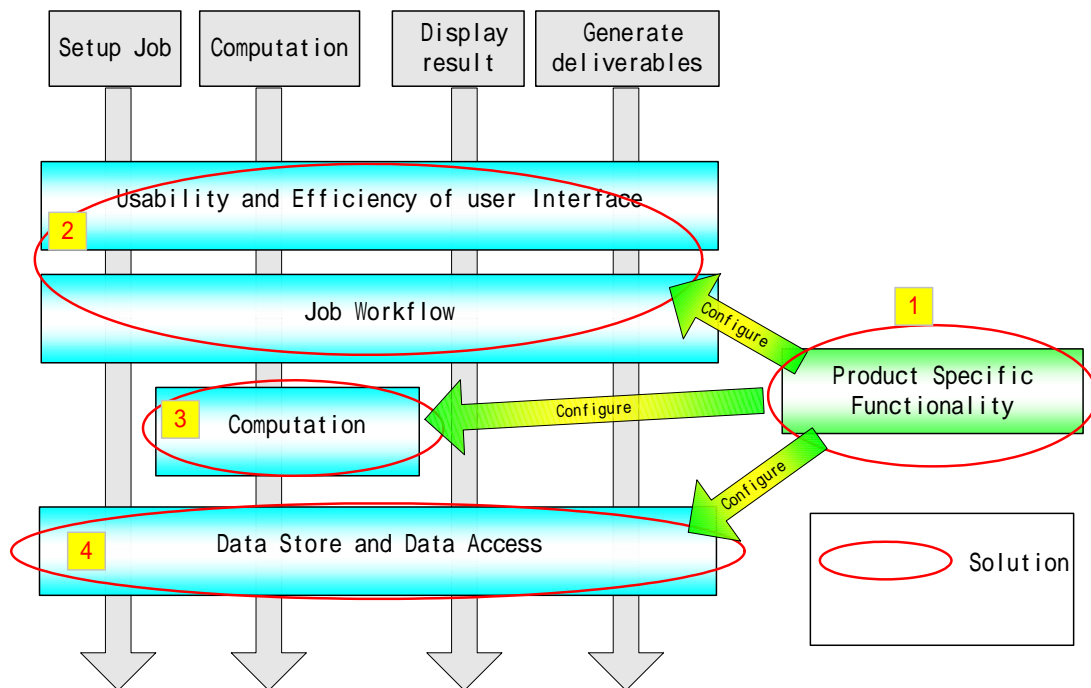 Setup Job
Computation
Display
result
Generate
deliverables
Usability and Efficiency of user Interface
2
Job Workflow
Configure
1
Product Specific
Functionality
3
Computation
Configure
Configure
4
Data Store and Data Access
Solution